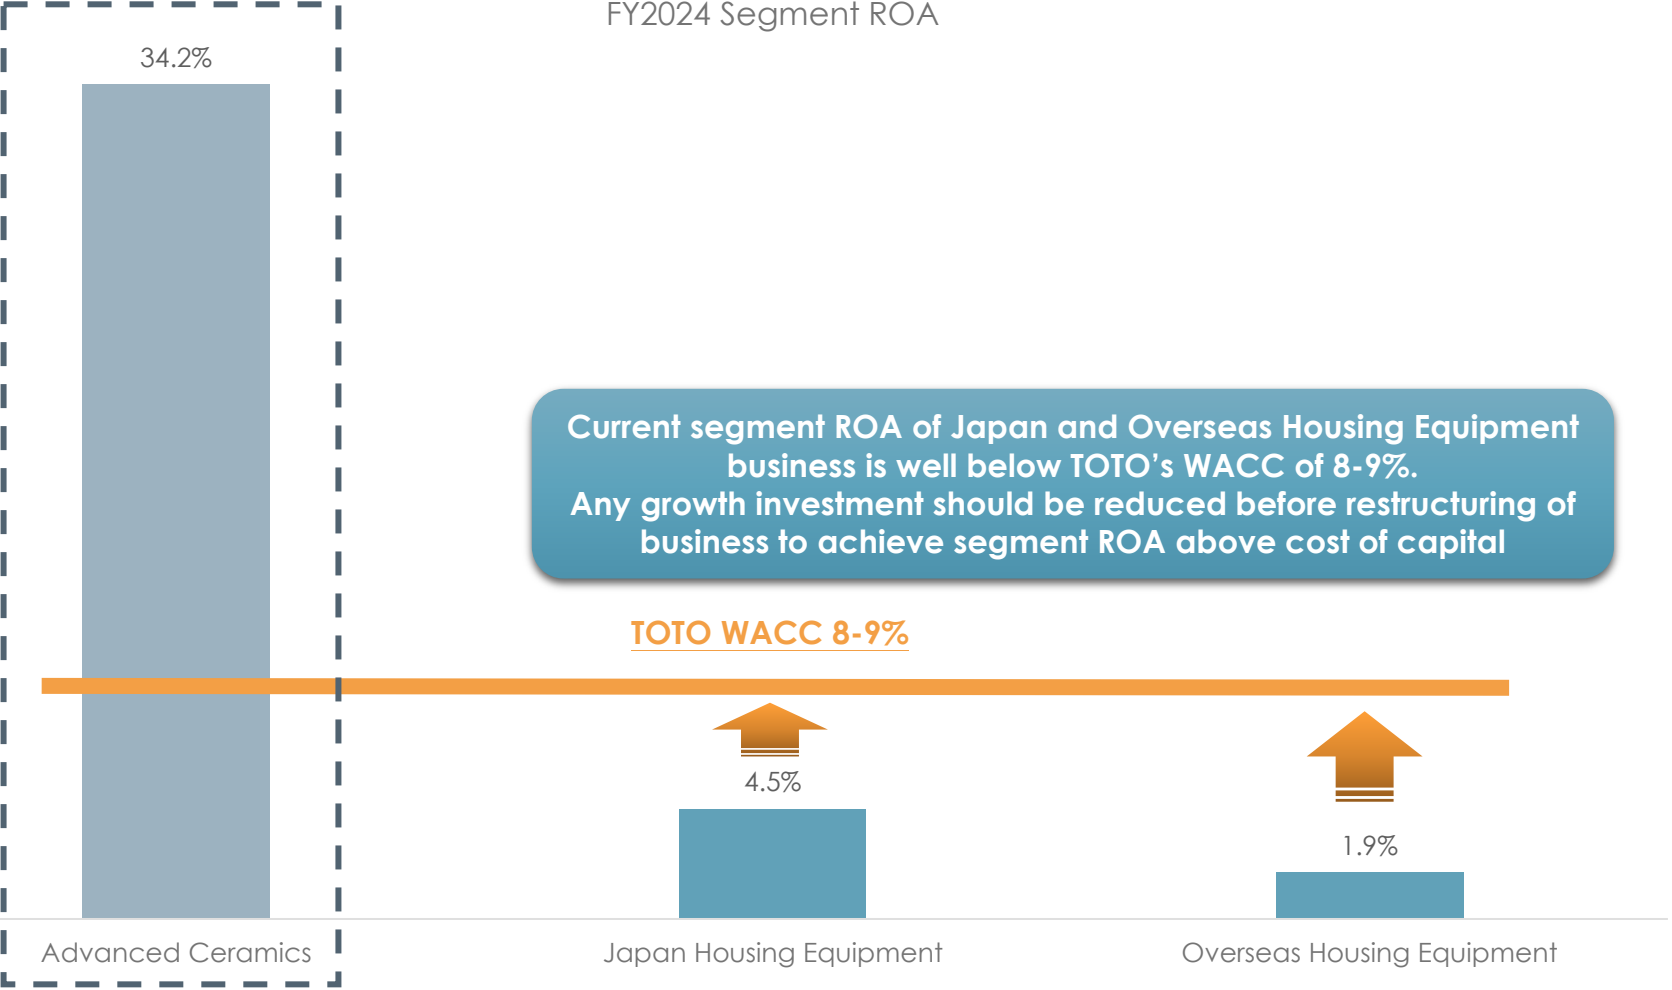 FY2024 Segment ROA
34.2%
Current segment ROA of Japan and Overseas Housing Equipment
business is well below TOTO’s WACC of 8-9%.
Any growth investment should be reduced before restructuring of
business to achieve segment ROA above cost of capital
TOTO WACC 8-9%
4.5%
1.9%
Advanced Ceramics
Japan Housing Equipment
Overseas Housing Equipment